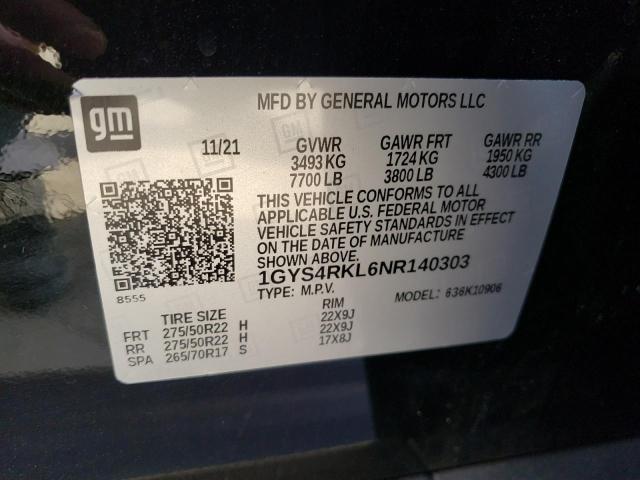 gm
MFD BY GENERAL MOTORS LLC
11/21 GVWR GAWR FRT GAWR RR
3493 KG 1724 KG 1950 KG
7700 LB 3800 LB 4300 LB
THIS VEHICLE CONFORMS TO ALL
APPLICABLE U.S. FEDERAL MOTOR
VEHICLE SAFETY STANDARDS IN EFFECT
ON THE DATE OF MANUFACTURE
SHOWN ABOVE.
1GYS4RKL6NR140303
TYPE: M.P.V. MODEL: 636K10906
8555
TIRE SIZE RIM
FRT 275/50R22 H 22X9J
RR 275/50R22 H 22X9J
SPA 265/70R17 S 17X8J